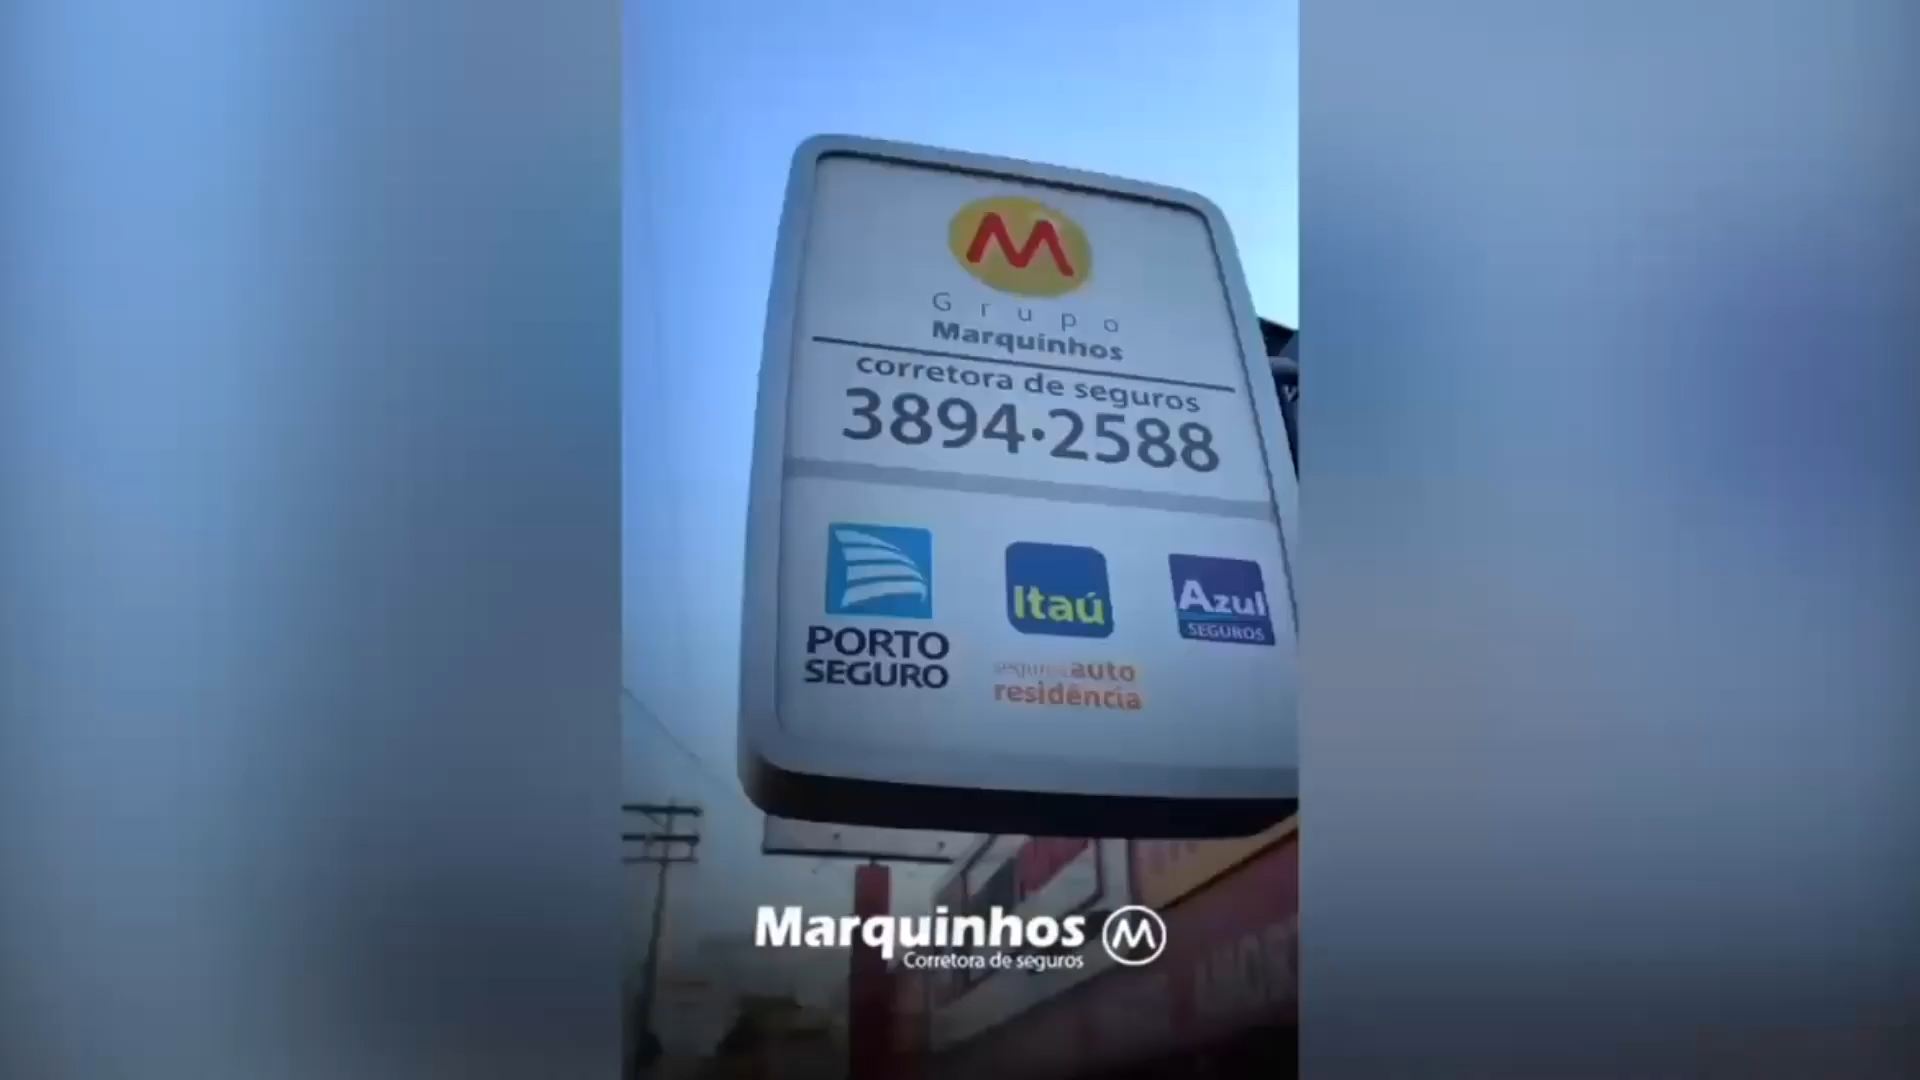 M
Grupo
Marquinhos
corretora de seguros
3894·2588
PORTO
SEGURO
Itaú
auto
residência
Azul
SEGUROS
Marquinhos M
Corretora de seguros